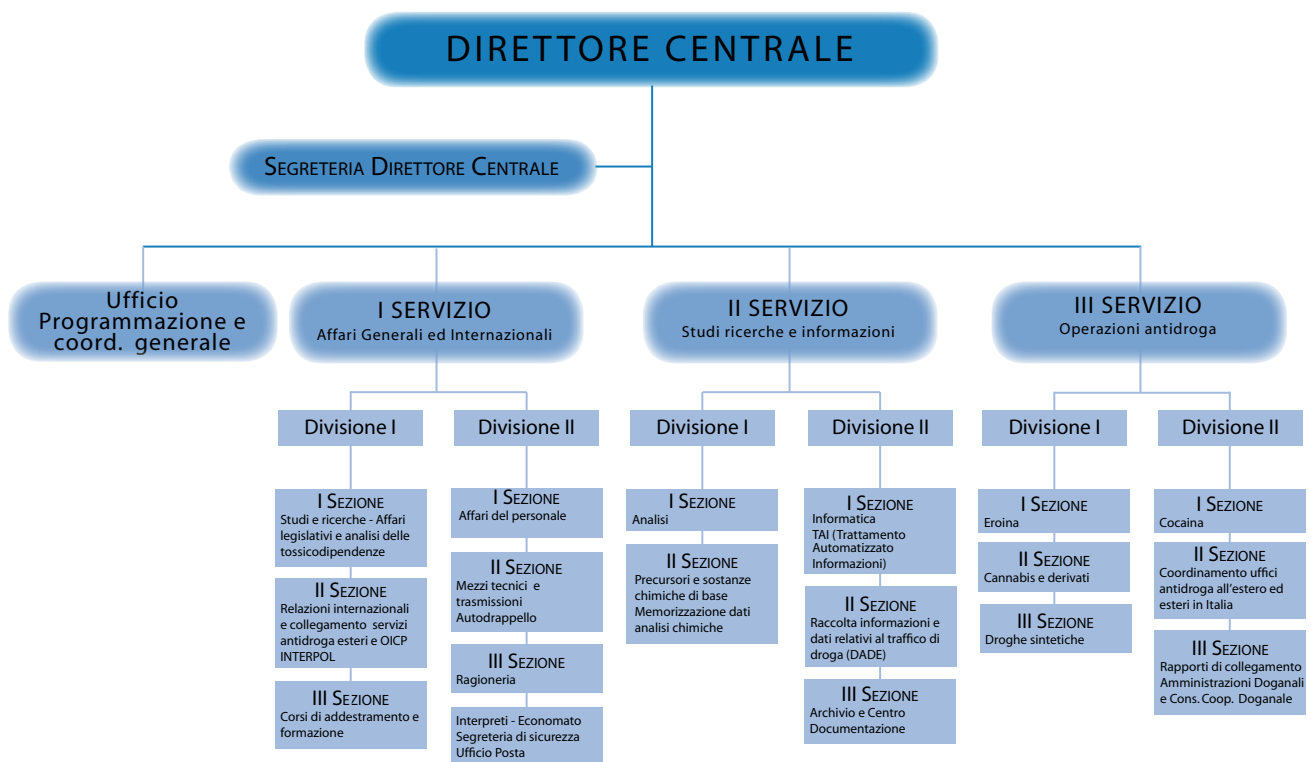 DIRETTORE CENTRALE
SEGRETERIA DIRETTORE CENTRALE
Ufficio
Programmazione e
coord. generale
I SERVIZIO
Affari Generali ed Internazionali
II SERVIZIO
Studi ricerche e informazioni
III SERVIZIO
Operazioni antidroga
Divisione I
I SEZIONE
Studi e ricerche - Affari
legislativi e analisi delle
tossicodipendenze
II SEZIONE
Relazioni internazionali
e collegamento servizi
antidroga esteri e OICP
INTERPOL
III SEZIONE
Corsi di addestramento e
formazione
Divisione II
I SEZIONE
Affari del personale
II SEZIONE
Mezzi tecnici e
trasmissioni
Autodrappello
III SEZIONE
Ragioneria
Interpreti - Economato
Segreteria di sicurezza
Ufficio Posta
Divisione I
I SEZIONE
Analisi
II SEZIONE
Precursori e sostanze
chimiche di base
Memorizzazione dati
analisi chimiche
Divisione II
I SEZIONE
Informatica
TAI (Trattamento
Automatizzato
Informazioni)
II SEZIONE
Raccolta informazioni e
dati relativi al traffico di
droga (DADE)
III SEZIONE
Archivio e Centro
Documentazione
Divisione I
I SEZIONE
Eroina
II SEZIONE
Cannabis e derivati
III SEZIONE
Droghe sintetiche
Divisione II
I SEZIONE
Cocaina
II SEZIONE
Coordinamento uffici
antidroga all'estero ed
esteri in Italia
III SEZIONE
Rapporti di collegamento
Amministrazioni Doganali
e Cons. Coop. Doganale